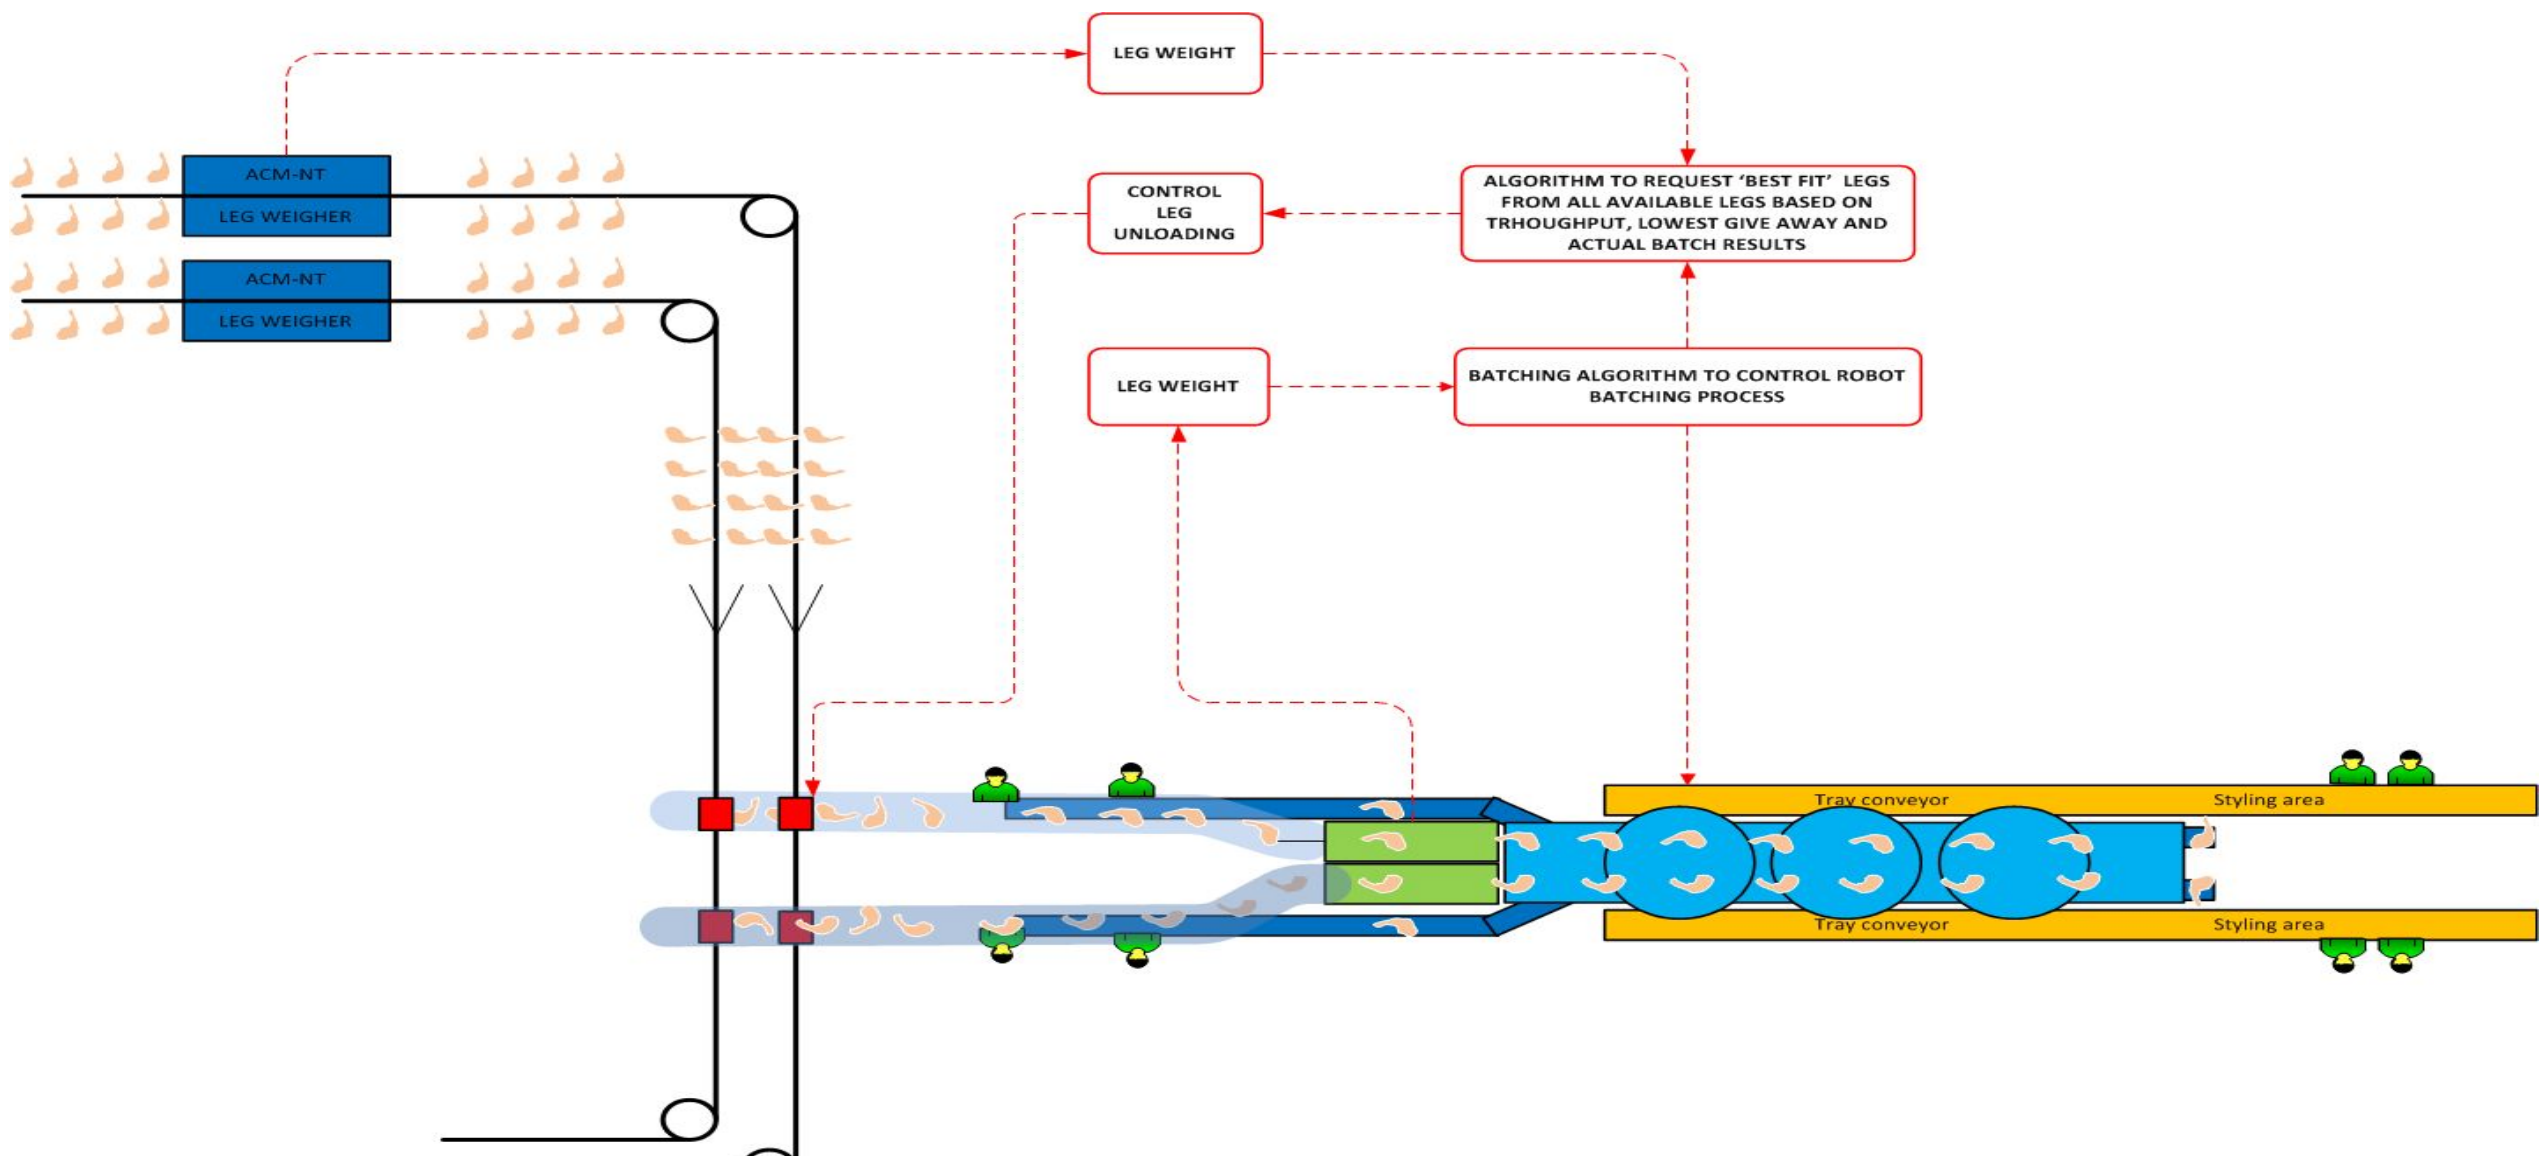 LEG WEIGHT
ACM-NT
LEG WEIGHER
ACM-NT
LEG WEIGHER
CONTROL
LEG
UNLOADING
ALGORITHM TO REQUEST ‘BEST FIT’ LEGS
FROM ALL AVAILABLE LEGS BASED ON
TRHOUGHPUT, LOWEST GIVE AWAY AND
ACTUAL BATCH RESULTS
LEG WEIGHT
BATCHING ALGORITHM TO CONTROL ROBOT
BATCHING PROCESS
Tray conveyor
Styling area
Tray conveyor
Styling area